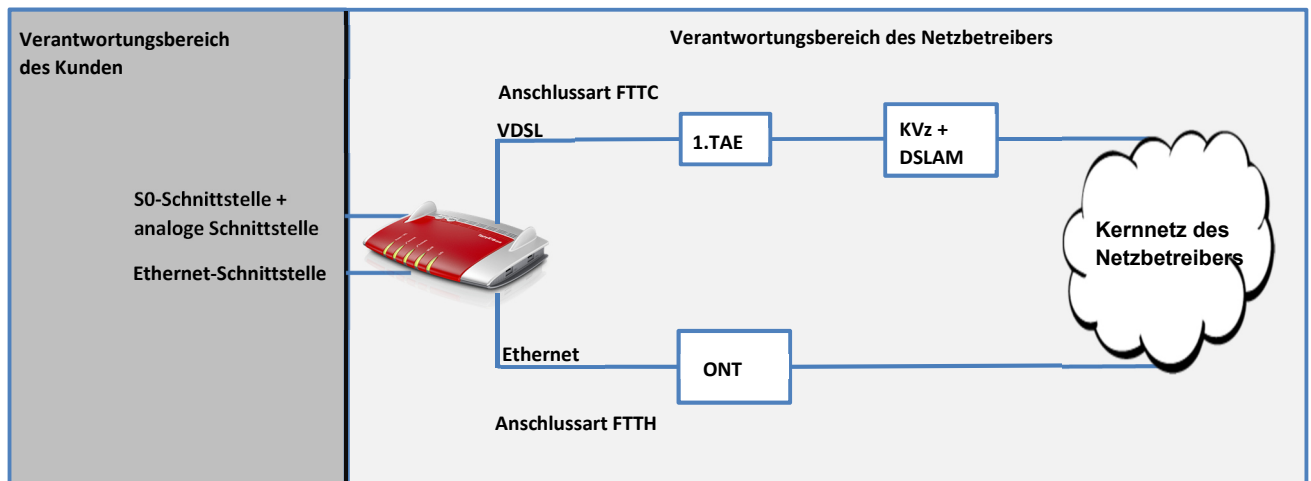 Verantwortungsbereich
des Kunden
Verantwortungsbereich des Netzbetreibers
Anschlussart FTTC
VDSL
1.TAE
KVz +
DSLAM
S0-Schnittstelle +
analoge Schnittstelle
Ethernet-Schnittstelle
Kernnetz des
Netzbetreibers
Ethernet
ONT
Anschlussart FTTH